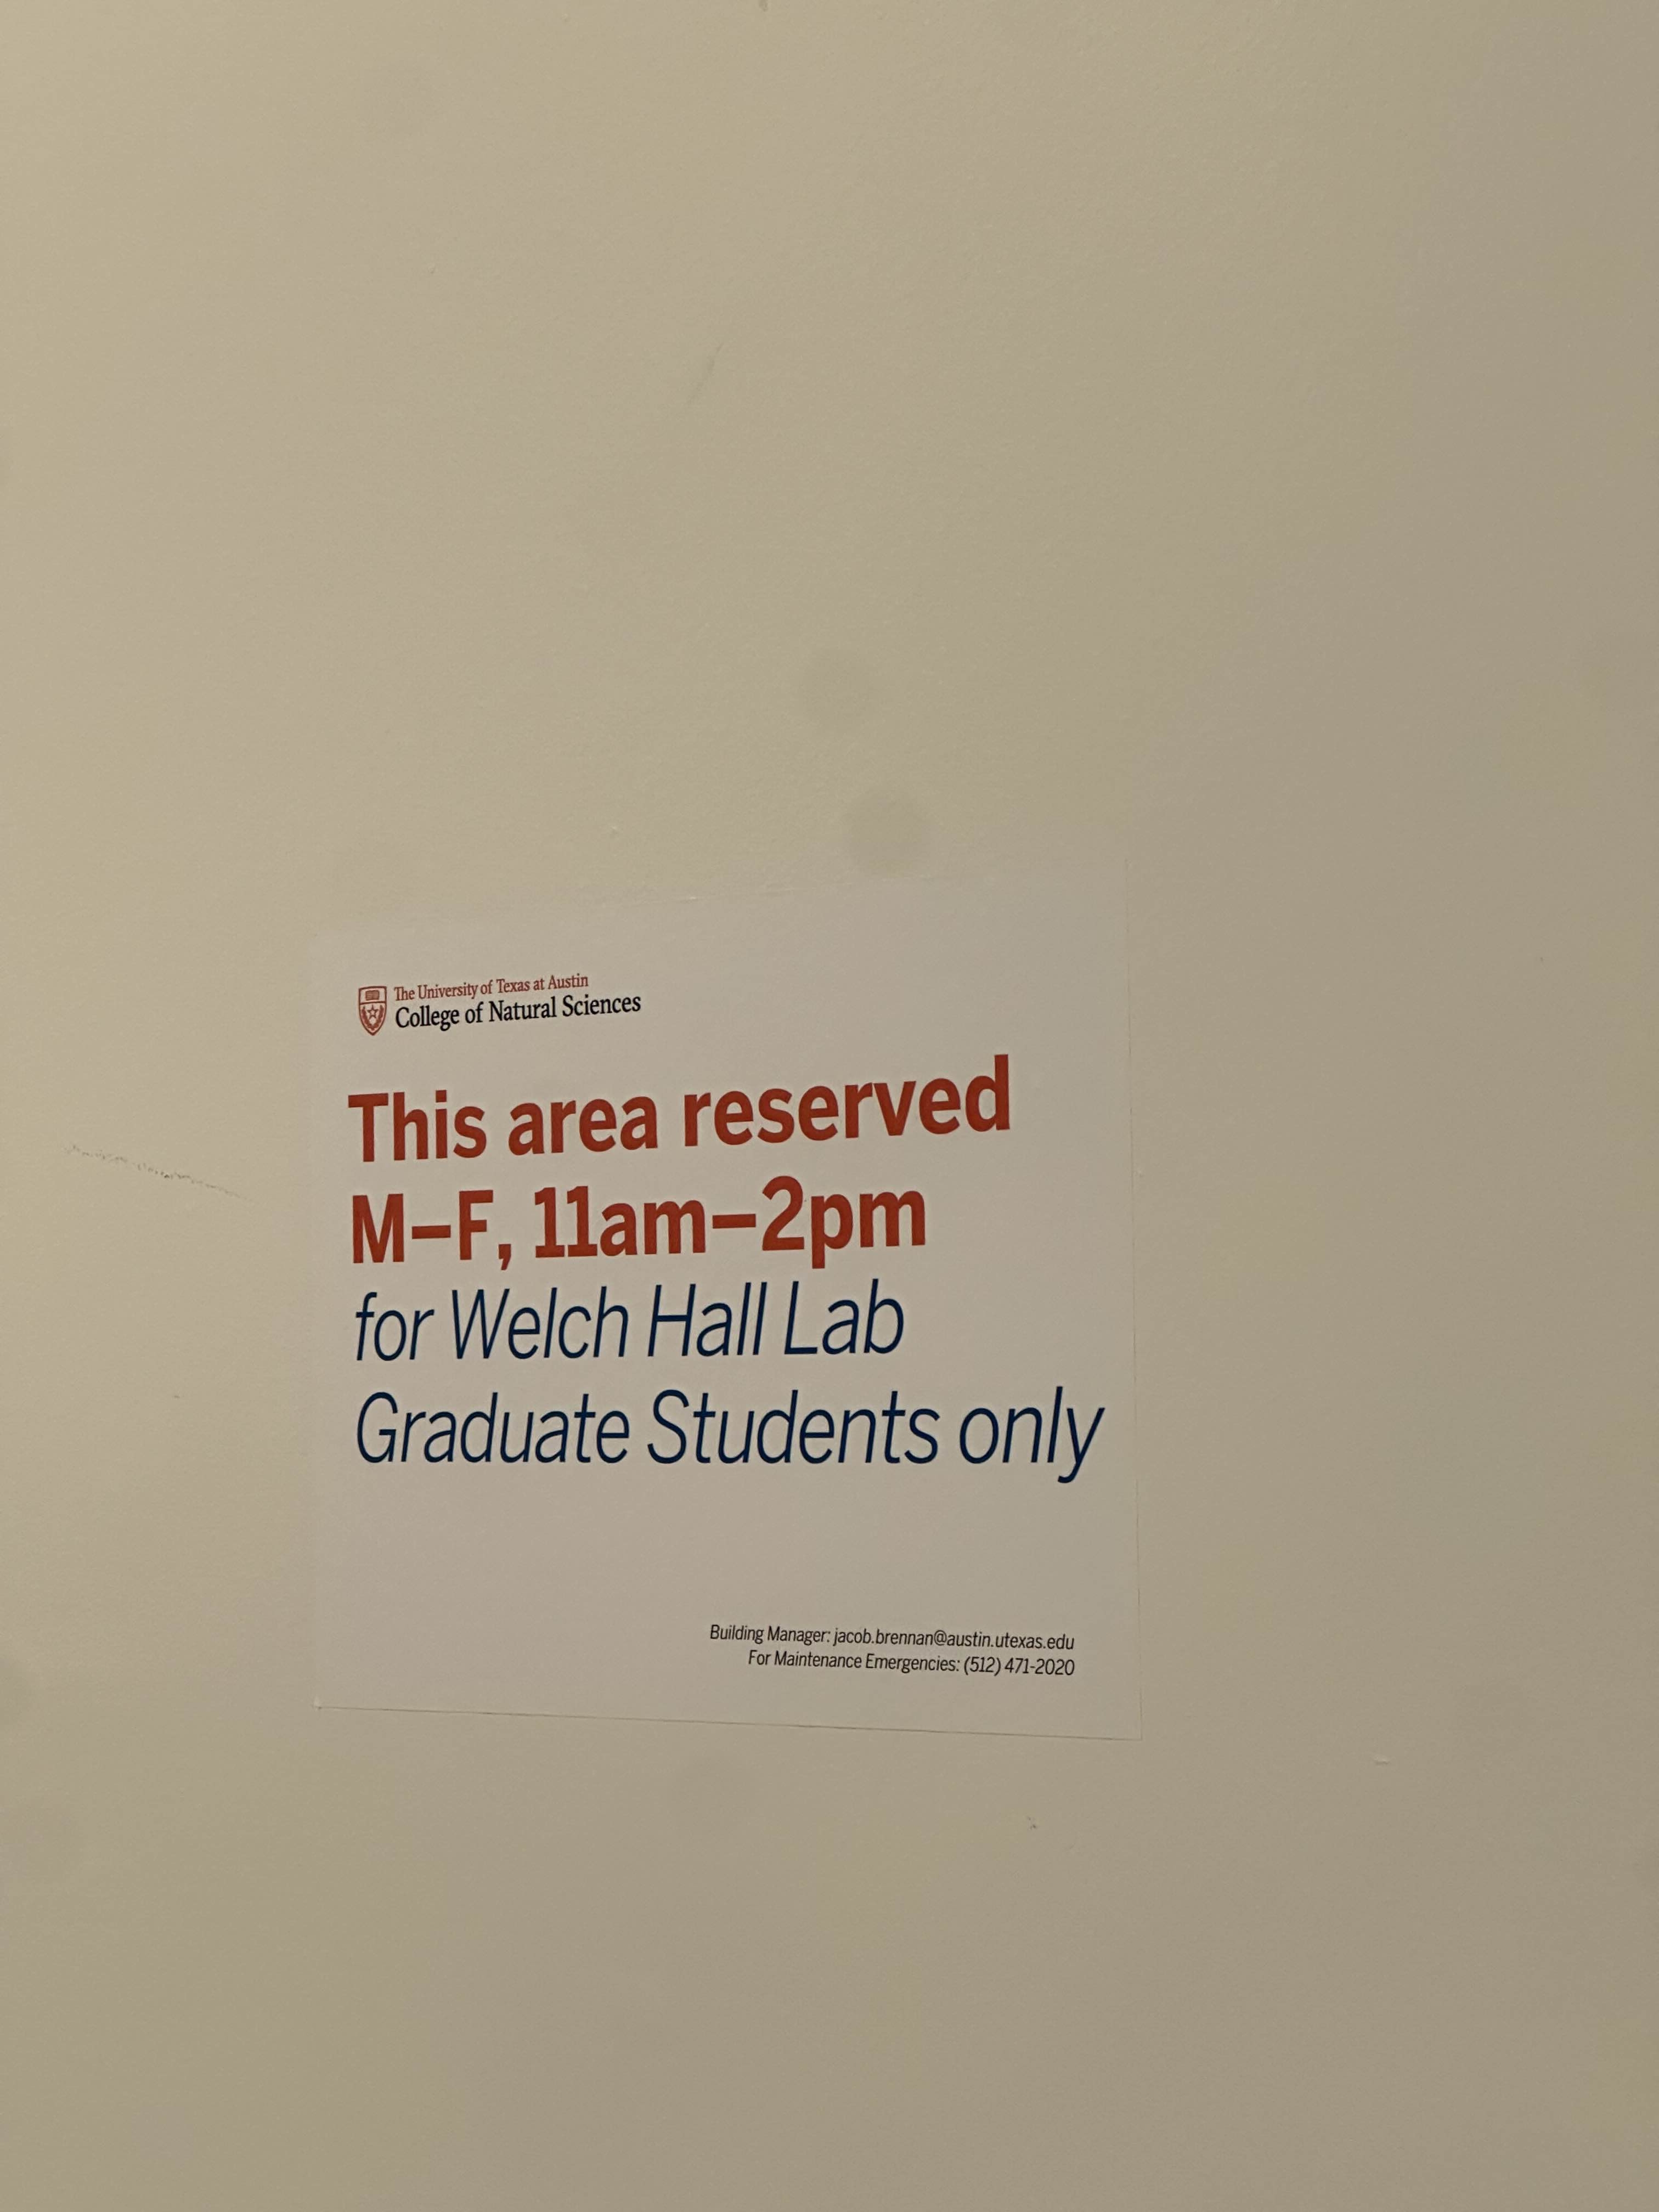 The University of Texas at Austin
College of Natural Sciences
This area reserved
M–F, 11am–2pm
for Welch Hall Lab
Graduate Students only
Building Manager: jacob.brennan@austin.utexas.edu
For Maintenance Emergencies: (512) 471-2020